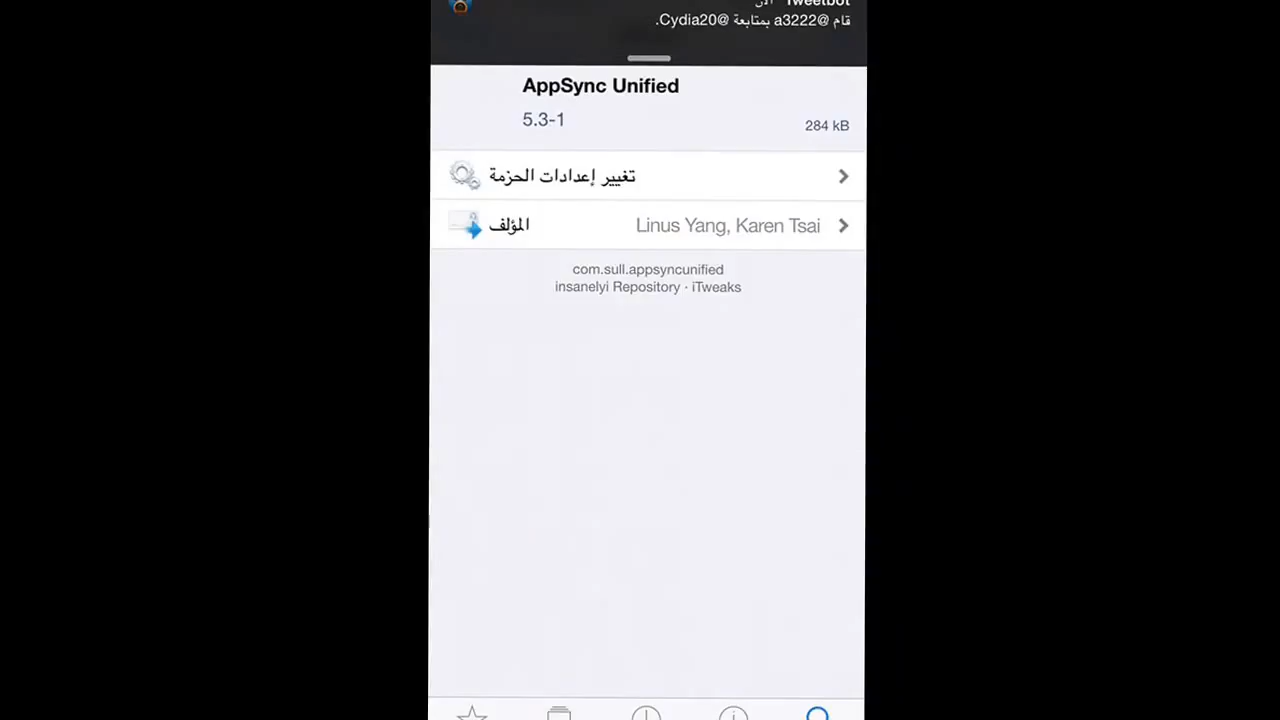 Tweetbot الآن
قام @a3222 بمتابعة @Cydia20.
AppSync Unified
5.3-1
284 kB
تغيير إعدادات الحزمة
المؤلف
Linus Yang, Karen Tsai
com.sull.appsyncunified
insanelyi Repository · iTweaks